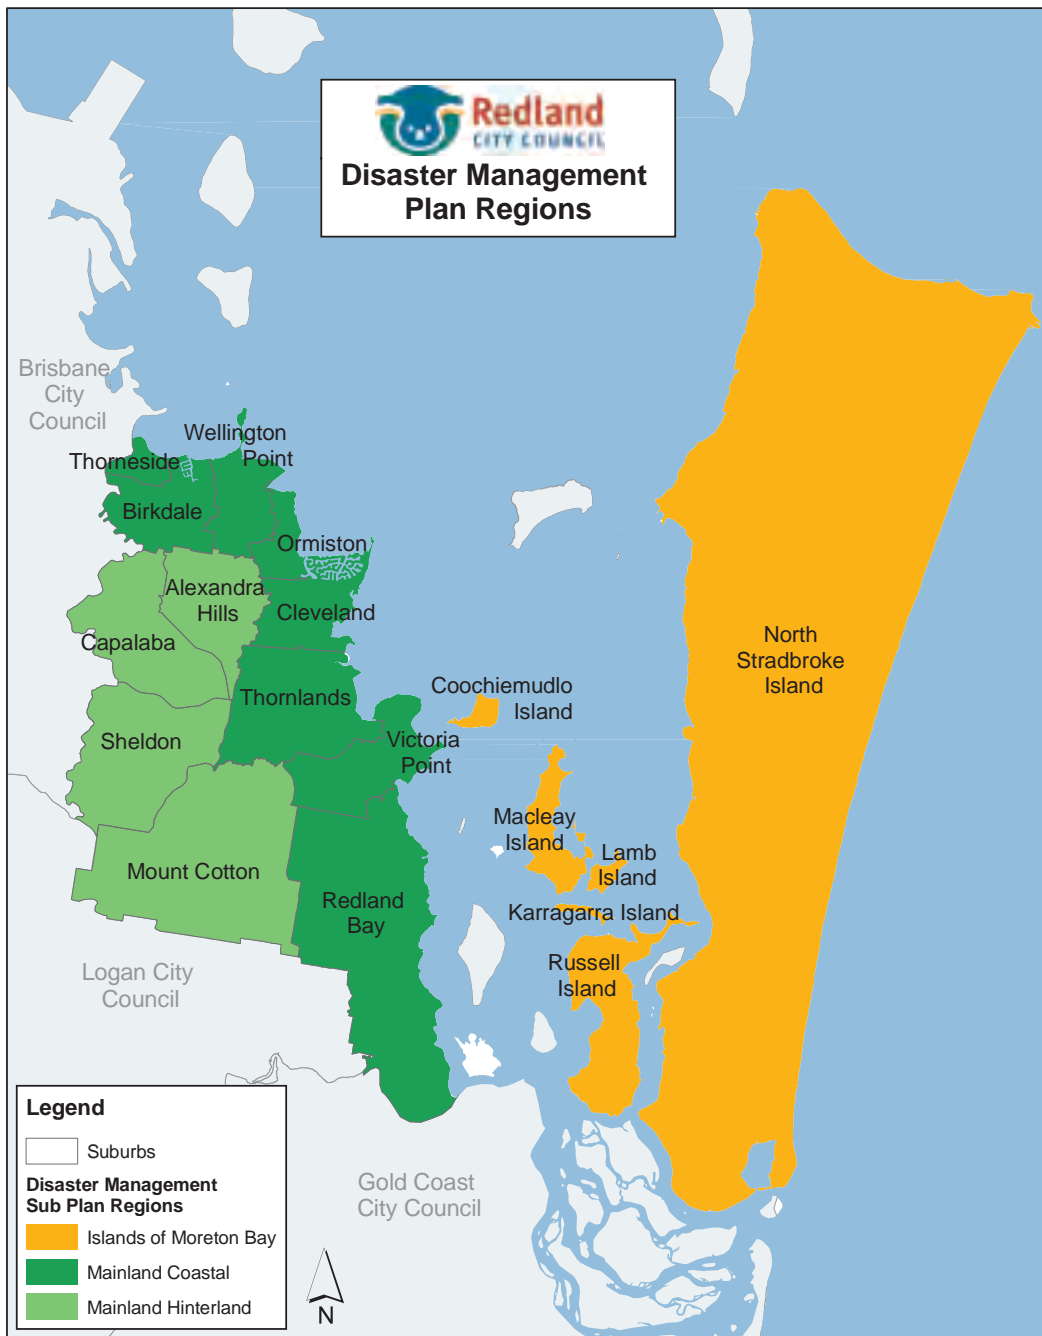 Redland
CITY COUNCIL
Disaster Management
Plan Regions
Brisbane
City
Council
Wellington
Point
Thorneside
Birkdale
Ormiston
Alexandra
Hills
Cleveland
Capalaba
North
Stradbroke
Island
Coochiemudlo
Island
Thornlands
Sheldon
Victoria
Point
Macleay
Island
Lamb
Island
Mount Cotton
Redland
Bay
Karragarra Island
Russell
Island
Logan City
Council
Gold Coast
City Council
Legend
Suburbs
Disaster Management
Sub Plan Regions
Islands of Moreton Bay
Mainland Coastal
Mainland Hinterland
N